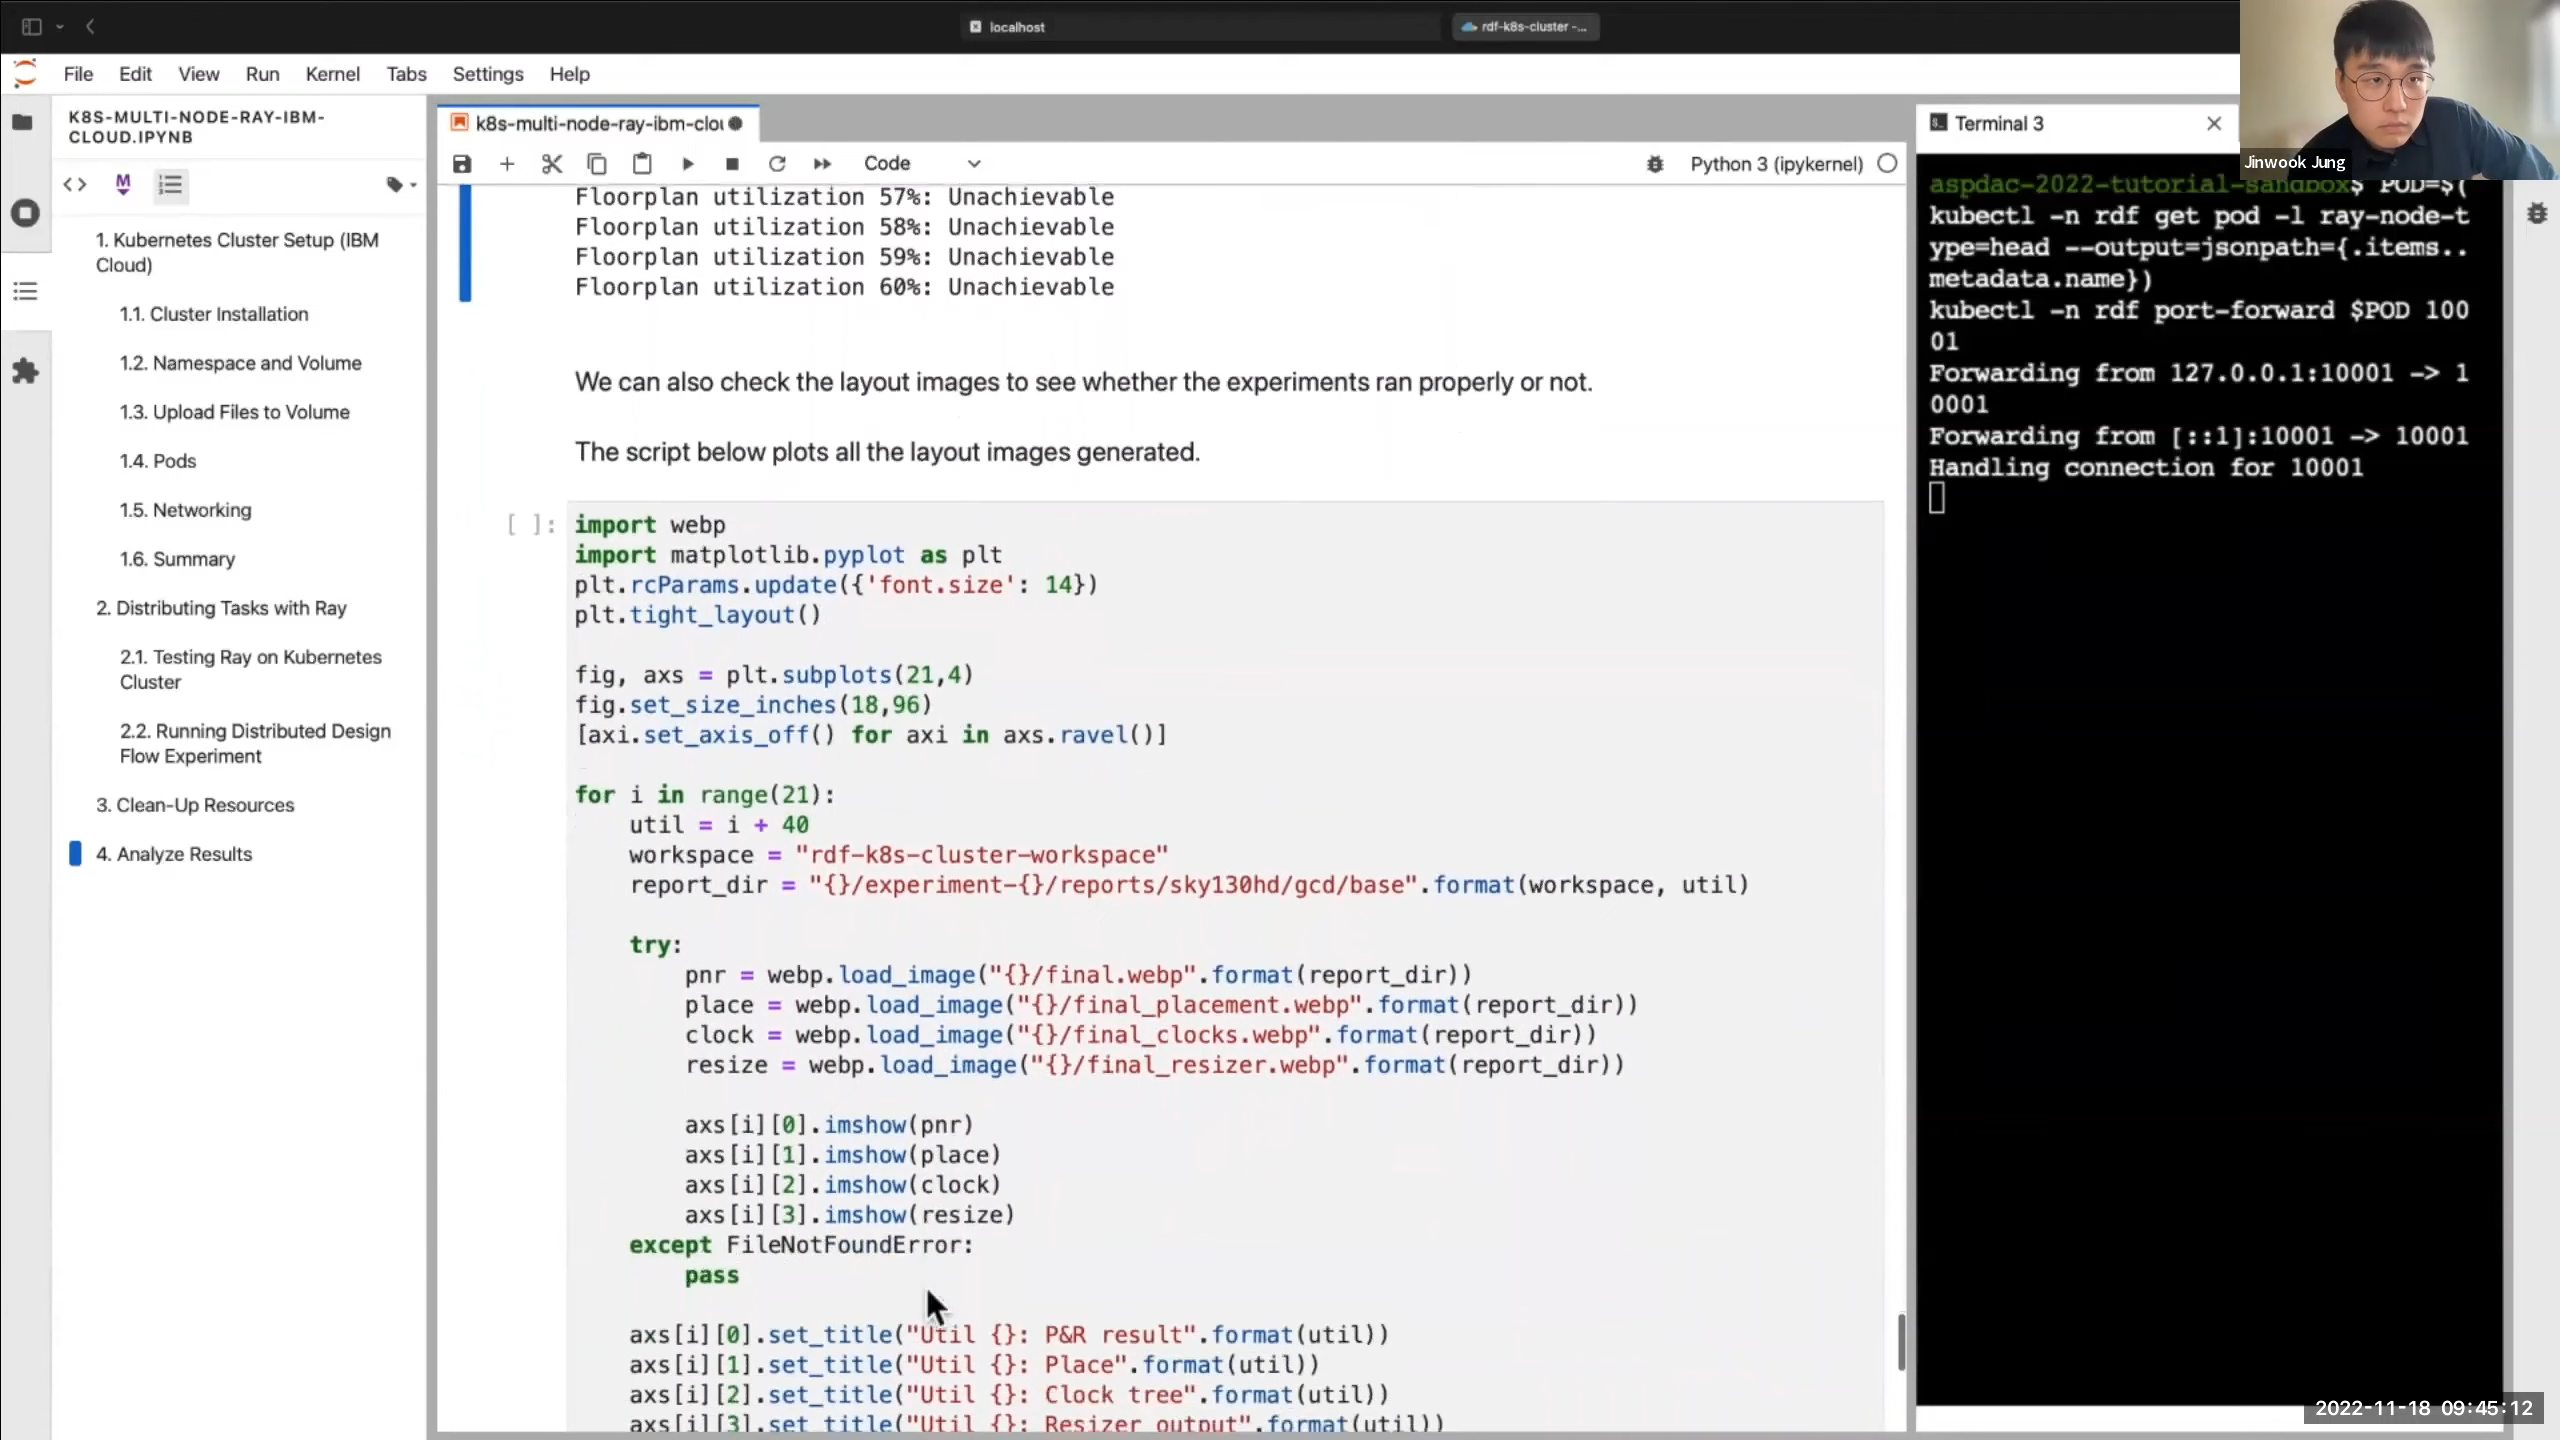 localhost
rdf-k8s-cluster -...
File Edit View Run Kernel Tabs Settings Help
K8S-MULTI-NODE-RAY-IBM-
CLOUD.IPYNB
1. Kubernetes Cluster Setup (IBM
Cloud)
1.1. Cluster Installation
1.2. Namespace and Volume
1.3. Upload Files to Volume
1.4. Pods
1.5. Networking
1.6. Summary
2. Distributing Tasks with Ray
2.1. Testing Ray on Kubernetes
Cluster
2.2. Running Distributed Design
Flow Experiment
3. Clean-Up Resources
4. Analyze Results
k8s-multi-node-ray-ibm-clou
Code
Python 3 (ipykernel)
Floorplan utilization 57%: Unachievable
Floorplan utilization 58%: Unachievable
Floorplan utilization 59%: Unachievable
Floorplan utilization 60%: Unachievable
We can also check the layout images to see whether the experiments ran properly or not.
The script below plots all the layout images generated.
[ ]:
import webp
import matplotlib.pyplot as plt
plt.rcParams.update({'font.size': 14})
plt.tight_layout()
fig, axs = plt.subplots(21,4)
fig.set_size_inches(18,96)
[axi.set_axis_off() for axi in axs.ravel()]
for i in range(21):
    util = i + 40
    workspace = "rdf-k8s-cluster-workspace"
    report_dir = "{}/experiment-{}/reports/sky130hd/gcd/base".format(workspace, util)
    try:
        pnr = webp.load_image("{}/final.webp".format(report_dir))
        place = webp.load_image("{}/final_placement.webp".format(report_dir))
        clock = webp.load_image("{}/final_clocks.webp".format(report_dir))
        resize = webp.load_image("{}/final_resizer.webp".format(report_dir))
        axs[i][0].imshow(pnr)
        axs[i][1].imshow(place)
        axs[i][2].imshow(clock)
        axs[i][3].imshow(resize)
    except FileNotFoundError:
        pass
    axs[i][0].set_title("Util {}: P&R result".format(util))
    axs[i][1].set_title("Util {}: Place".format(util))
    axs[i][2].set_title("Util {}: Clock tree".format(util))
    axs[i][3].set_title("Util {}: Resizer output".format(util))
Terminal 3
aspdac-2022-tutorial-sandbox$ POD=$(
kubectl -n rdf get pod -l ray-node-t
ype=head --output=jsonpath={.items..
metadata.name})
kubectl -n rdf port-forward $POD 100
01
Forwarding from 127.0.0.1:10001 -> 1
0001
Forwarding from [::1]:10001 -> 10001
Handling connection for 10001
Jinwook Jung
2022-11-18 09:45:12